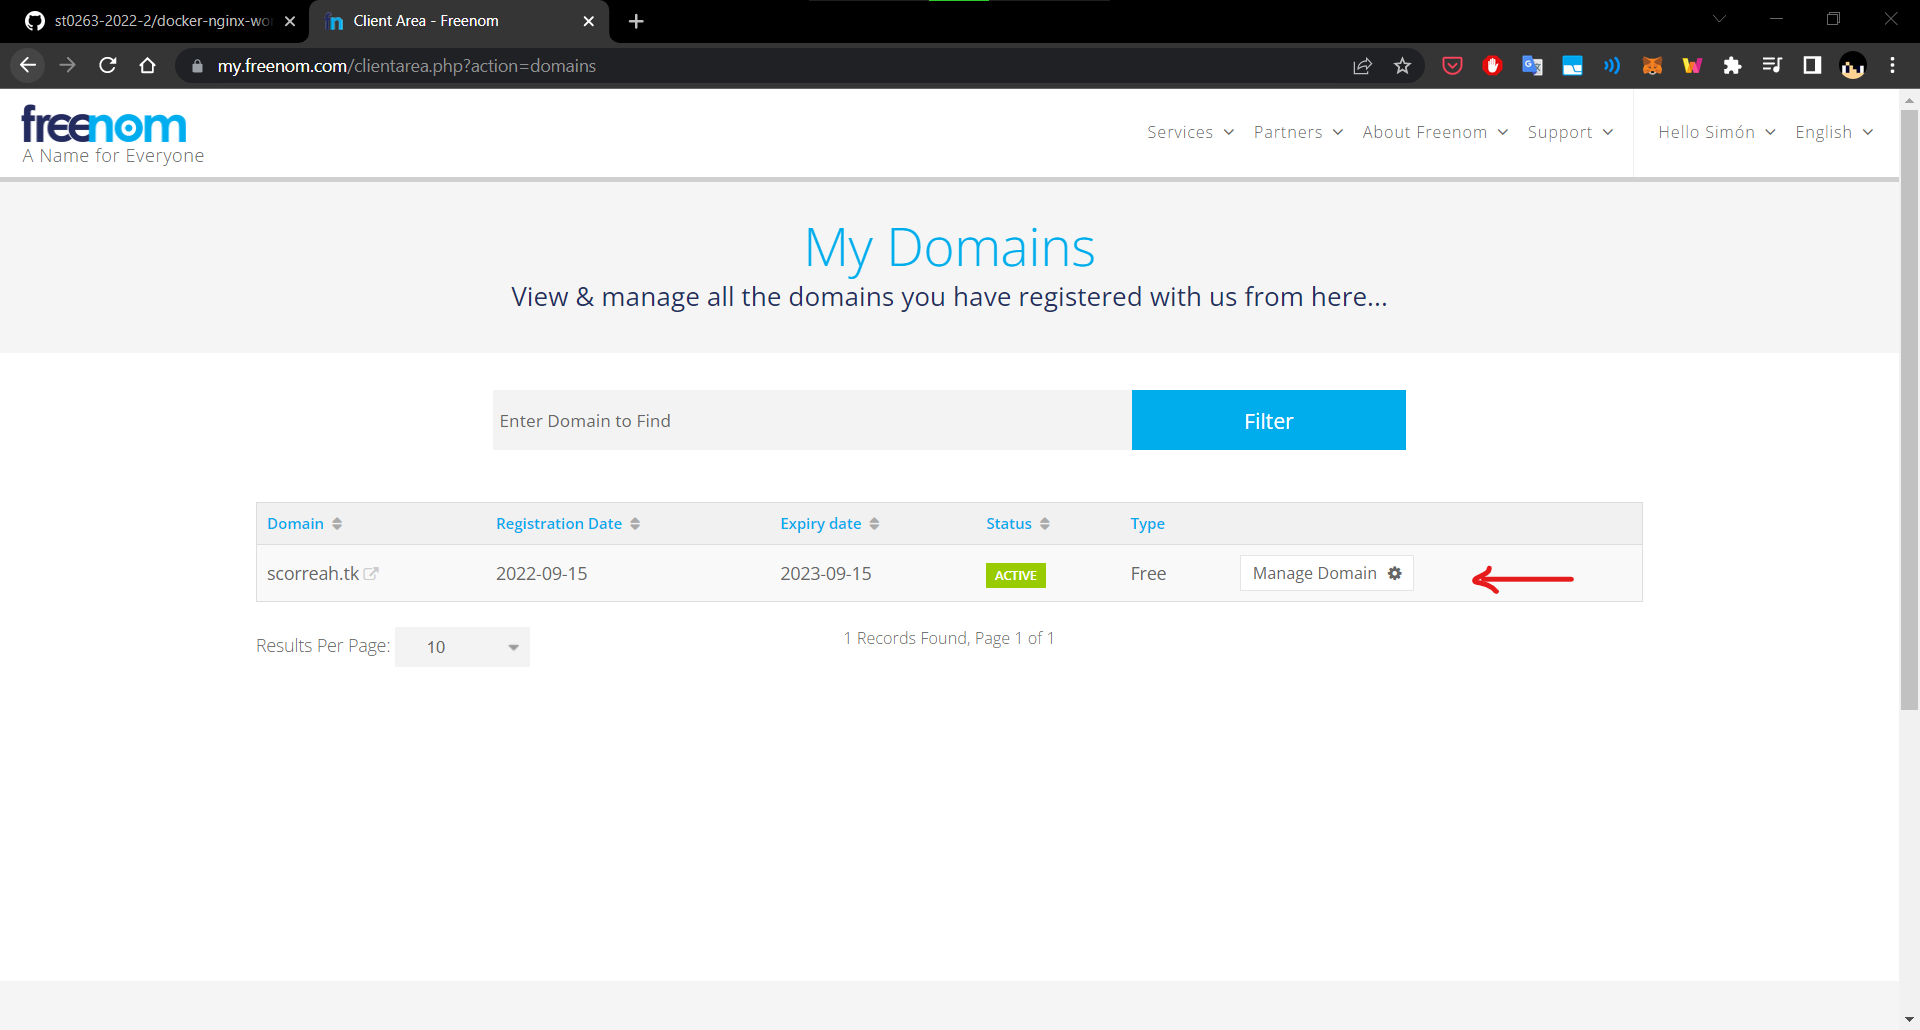 st0263-2022-2/docker-nginx-wor
Client Area - Freenom
my.freenom.com/clientarea.php?action=domains
freenom
A Name for Everyone
Services
Partners
About Freenom
Support
Hello Simón
English
My Domains
View & manage all the domains you have registered with us from here...
Enter Domain to Find
Filter
Domain
Registration Date
Expiry date
Status
Type
scorreah.tk
2022-09-15
2023-09-15
ACTIVE
Free
Manage Domain
Results Per Page:
10
1 Records Found, Page 1 of 1